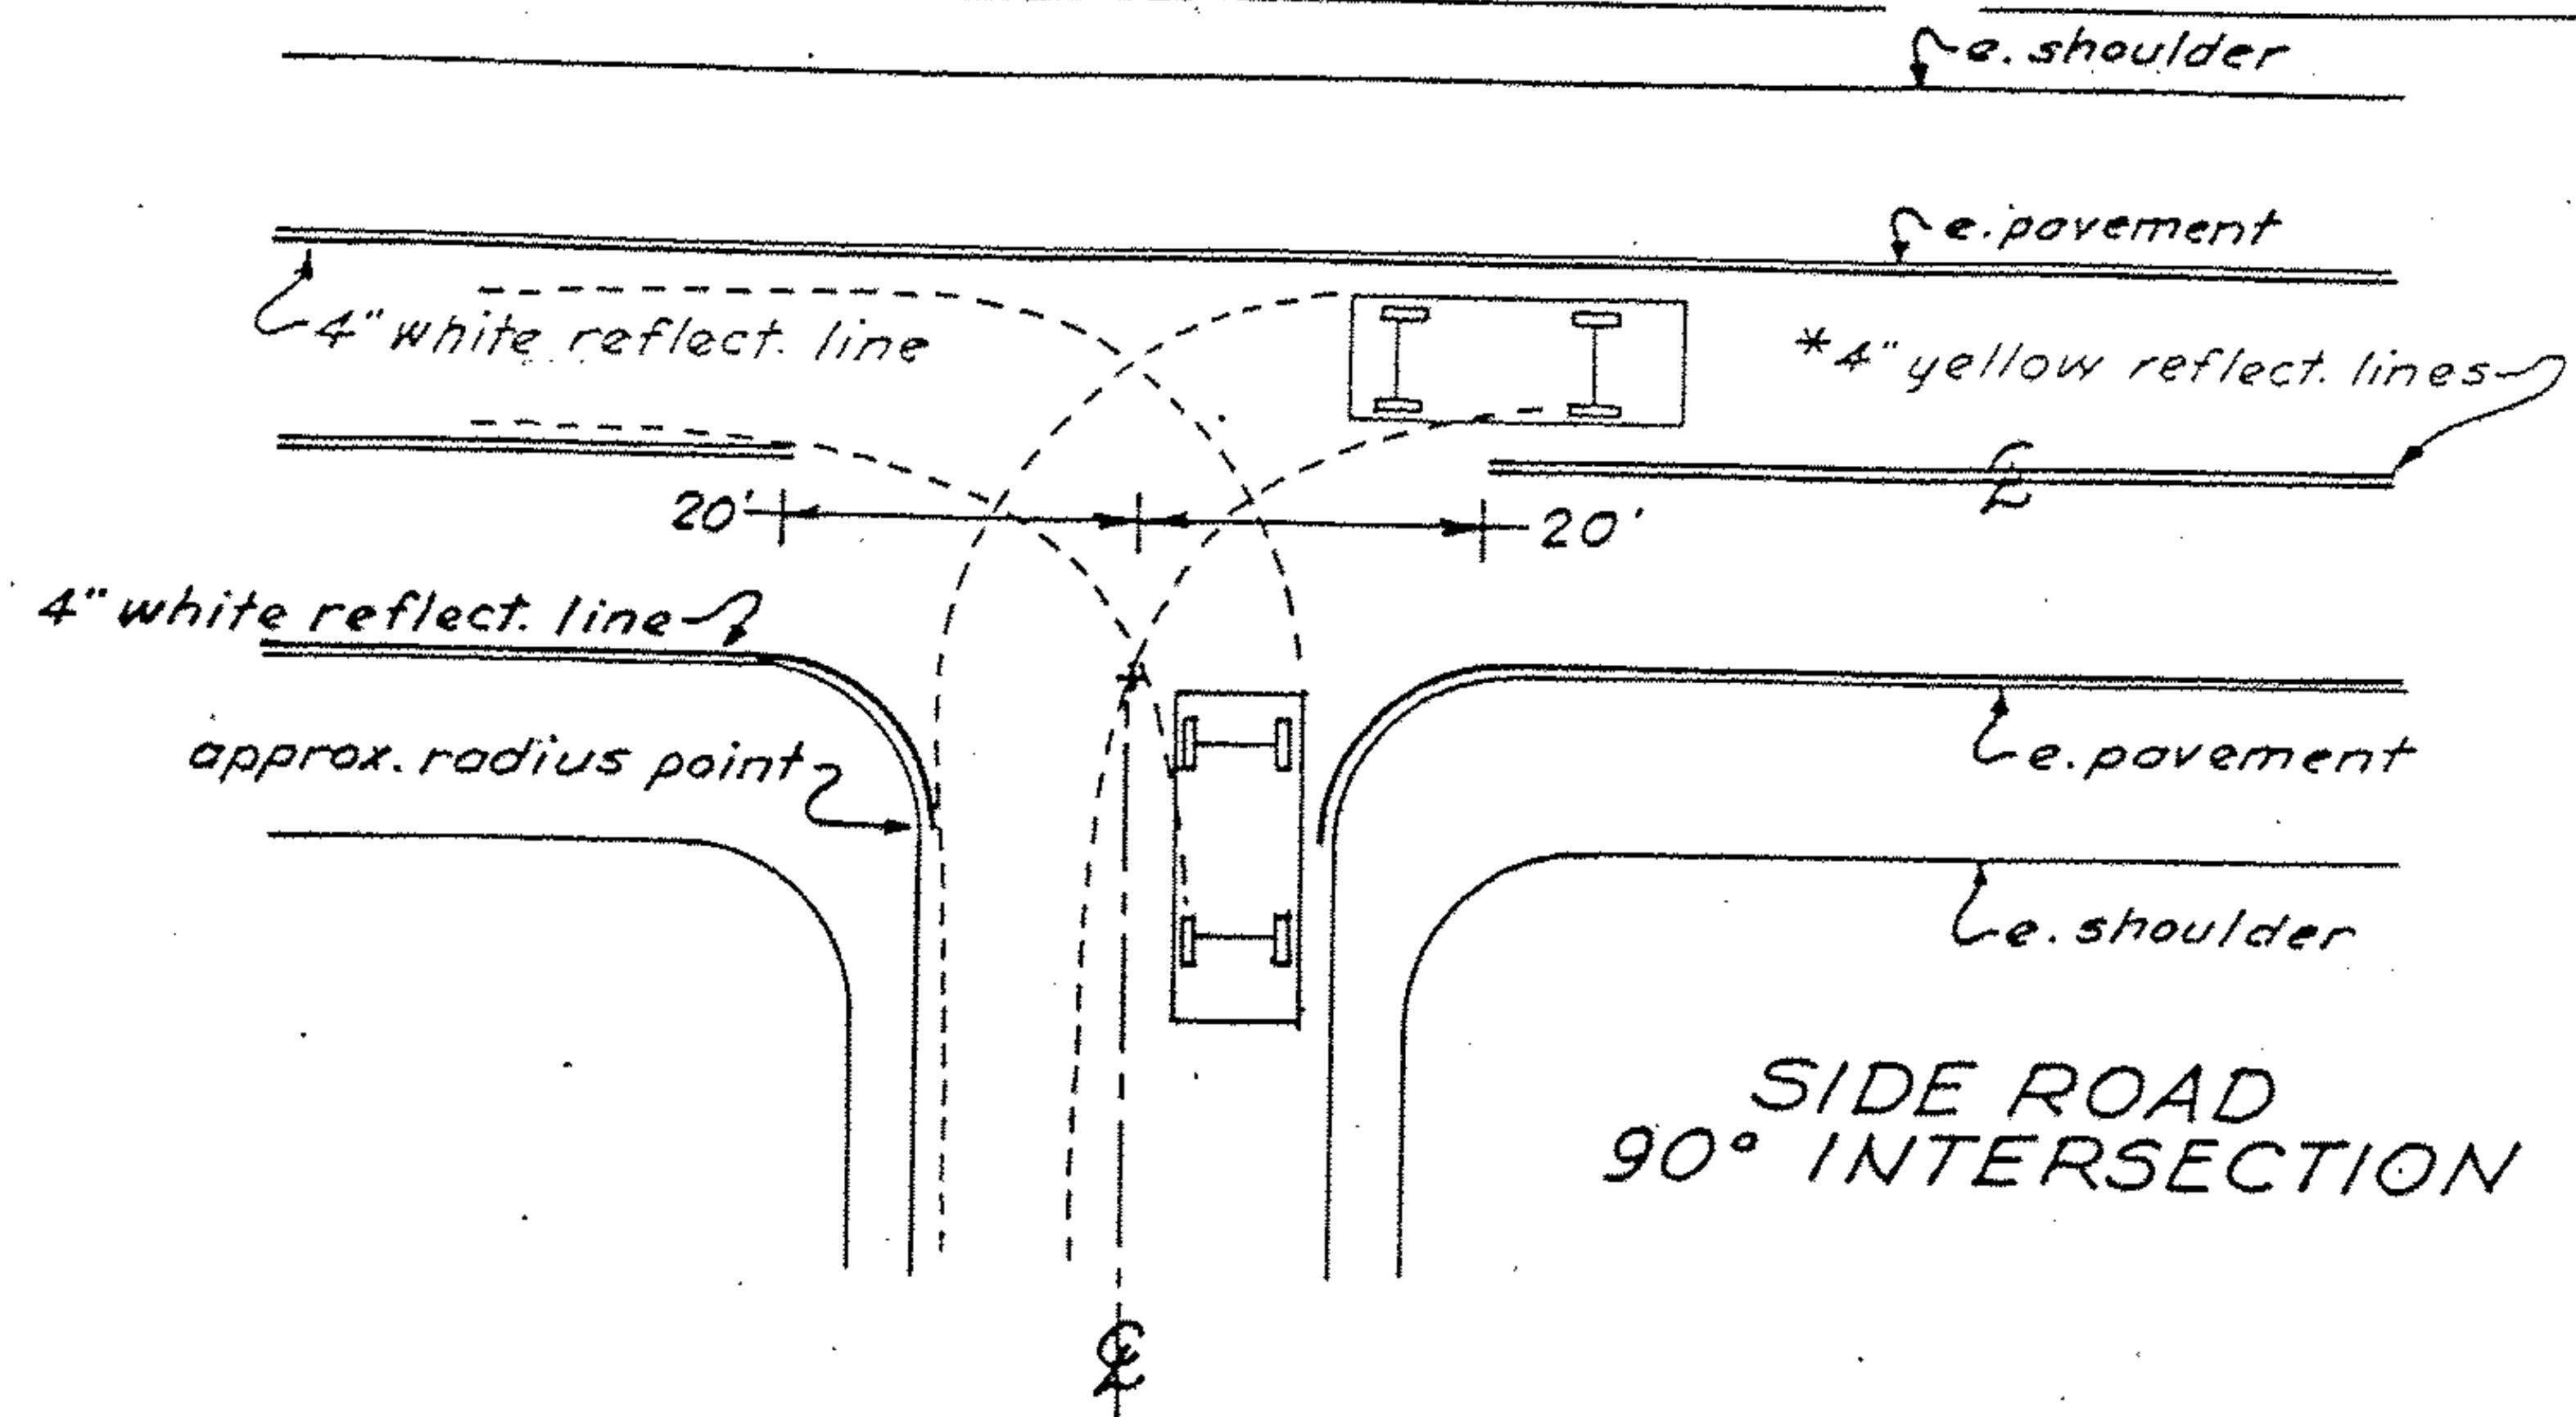 e. shoulder
e. pavement
4" white reflect. line
*4" yellow reflect. lines
℄
20'
20'
4" white reflect. line
approx. radius point
e. pavement
e. shoulder
SIDE ROAD
90° INTERSECTION
℄